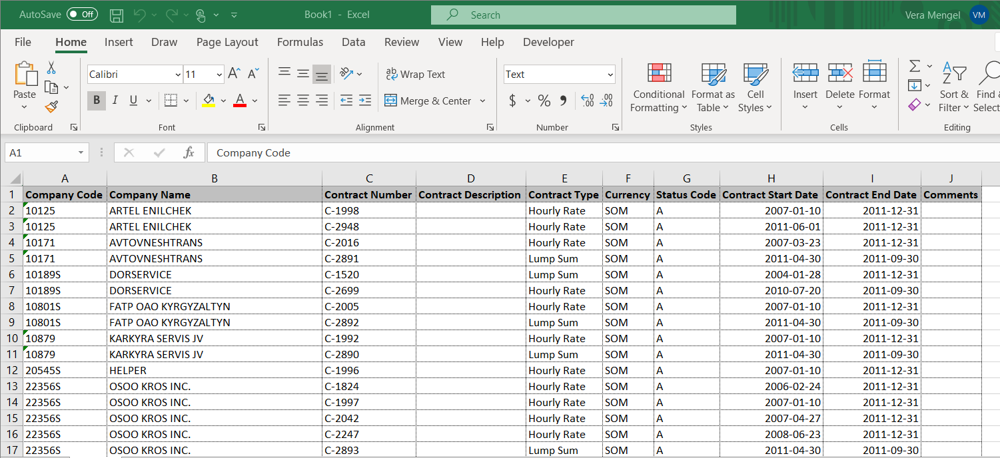 AutoSave Off Book1 - Excel Search Vera Mengel VM
File Home Insert Draw Page Layout Formulas Data Review View Help Developer
Calibri 11 A A ab Wrap Text Text
Paste B I U A Merge & Center $ % Conditional Formatting Format as Table Cell Styles Insert Delete Format Sort & Filter Find & Select
Clipboard Font Alignment Number Styles Cells Editing
A1 fx Company Code
A B C D E F G H I J
1 Company Code Company Name Contract Number Contract Description Contract Type Currency Status Code Contract Start Date Contract End Date Comments
2 10125 ARTEL ENILCHEK C-1998 Hourly Rate SOM A 2007-01-10 2011-12-31
3 10125 ARTEL ENILCHEK C-2948 Hourly Rate SOM A 2011-06-01 2011-12-31
4 10171 AVTOVNESHTRANS C-2016 Hourly Rate SOM A 2007-03-23 2011-12-31
5 10171 AVTOVNESHTRANS C-2891 Lump Sum SOM A 2011-04-30 2011-09-30
6 10189S DORSERVICE C-1520 Lump Sum SOM A 2004-01-28 2011-12-31
7 10189S DORSERVICE C-2699 Hourly Rate SOM A 2010-07-20 2011-09-30
8 10801S FATP OAO KYRGYZALTYN C-2005 Hourly Rate SOM A 2007-01-10 2011-12-31
9 10801S FATP OAO KYRGYZALTYN C-2892 Lump Sum SOM A 2011-04-30 2011-09-30
10 10879 KARKYRA SERVIS JV C-1992 Hourly Rate SOM A 2007-01-10 2011-12-31
11 10879 KARKYRA SERVIS JV C-2890 Lump Sum SOM A 2011-04-30 2011-09-30
12 20545S HELPER C-1996 Hourly Rate SOM A 2007-01-10 2011-12-31
13 22356S OSOO KROS INC. C-1824 Hourly Rate SOM A 2006-02-24 2011-12-31
14 22356S OSOO KROS INC. C-1997 Hourly Rate SOM A 2007-01-10 2011-12-31
15 22356S OSOO KROS INC. C-2042 Hourly Rate SOM A 2007-04-27 2011-12-31
16 22356S OSOO KROS INC. C-2247 Hourly Rate SOM A 2008-06-23 2011-12-31
17 22356S OSOO KROS INC. C-2893 Lump Sum SOM A 2011-04-30 2011-09-30